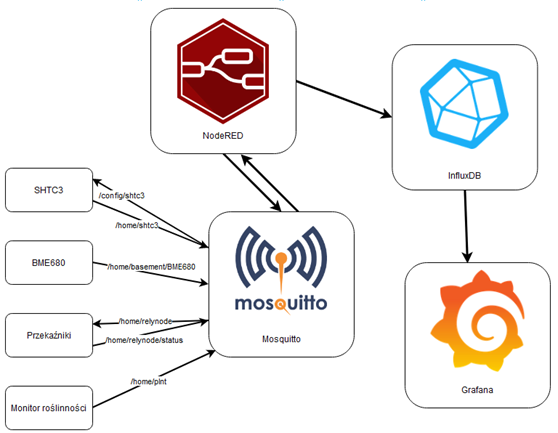 NodeRED
InfluxDB
SHTC3
/config/shtc3
/home/shtc3
BME680
/home/basement/BME680
mosquitto
Mosquitto
Przekaźniki
/home/relynode
/home/relynode/status
Grafana
/home/plnt
Monitor roślinności